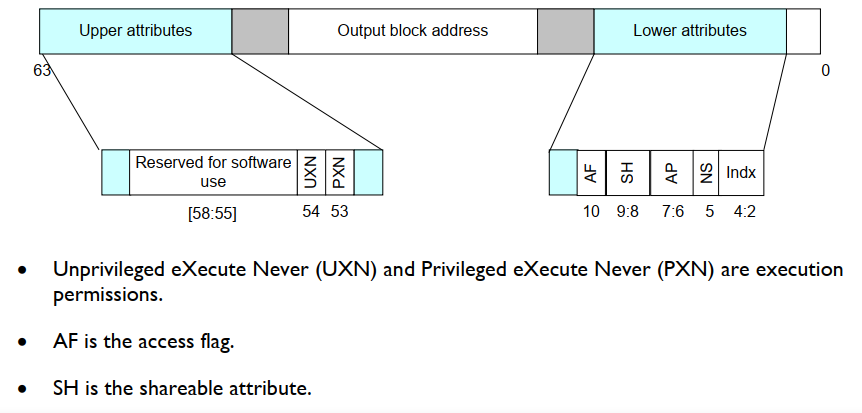 Upper attributes Output block address Lower attributes
63 0
Reserved for software use UXN PXN AF SH AP NS Indx
[58:55] 54 53 10 9:8 7:6 5 4:2
• Unprivileged eXecute Never (UXN) and Privileged eXecute Never (PXN) are execution
permissions.
• AF is the access flag.
• SH is the shareable attribute.